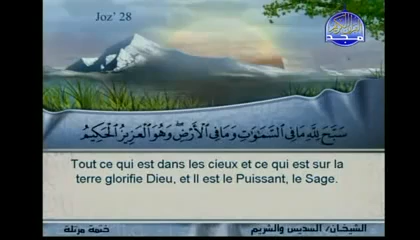 Joz' 28
المجد
سَبَّحَ لِلَّهِ مَا فِي السَّمَٰوَٰتِ وَمَا فِي الْأَرْضِ وَهُوَ الْعَزِيزُ الْحَكِيمُ
Tout ce qui est dans les cieux et ce qui est sur la
terre glorifie Dieu, et Il est le Puissant, le Sage.
الشيخان/ السديس والشريم
ختمة مرتلة